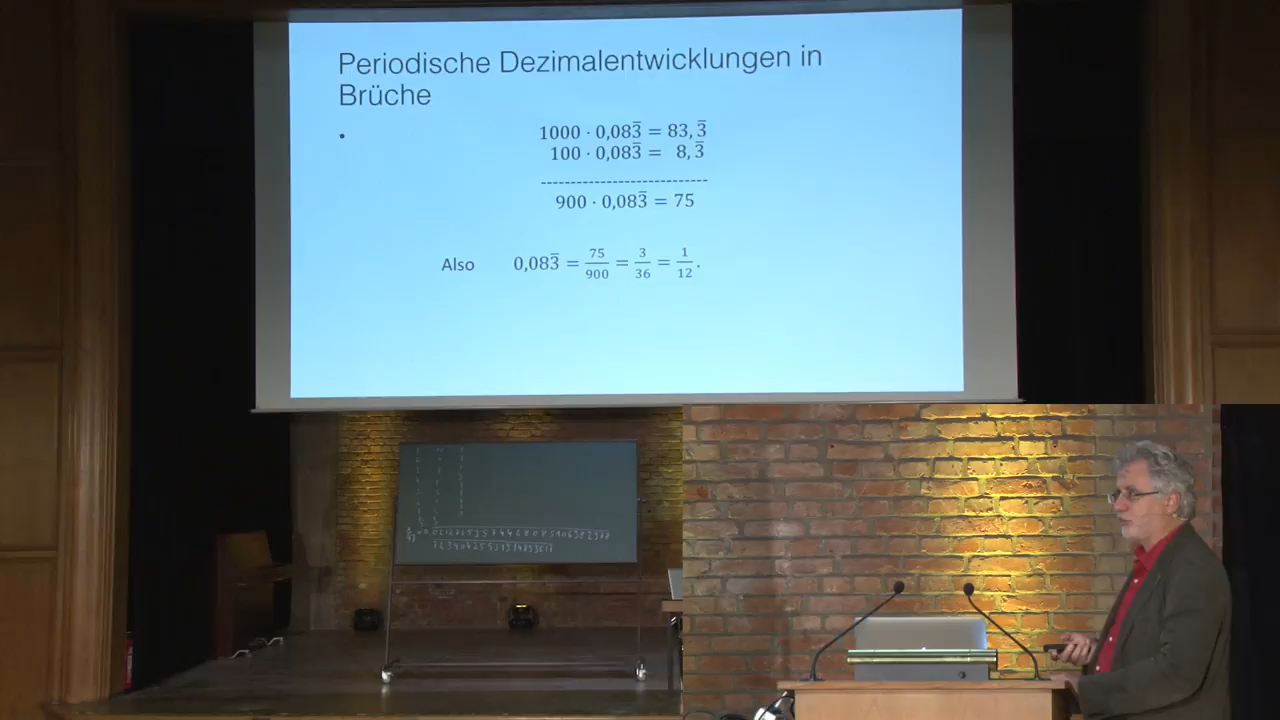 Periodische Dezimalentwicklungen in
Brüche
•
1000 · 0,083̅ = 83,3̅
100 · 0,083̅ = 8,3̅
----------------------------
900 · 0,083̅ = 75
Also 0,083̅ = 75/900 = 3/36 = 1/12.